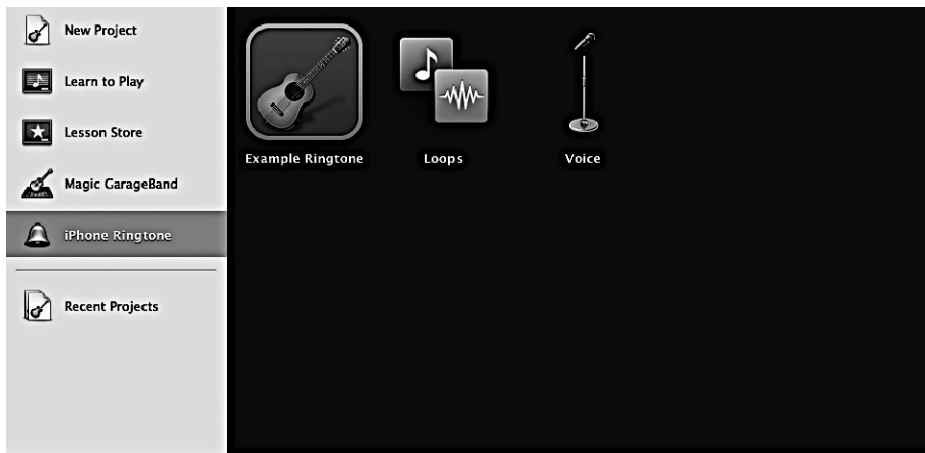 New Project
Learn to Play
Lesson Store
Magic GarageBand
iPhone Ringtone
Recent Projects
Example Ringtone
Loops
Voice